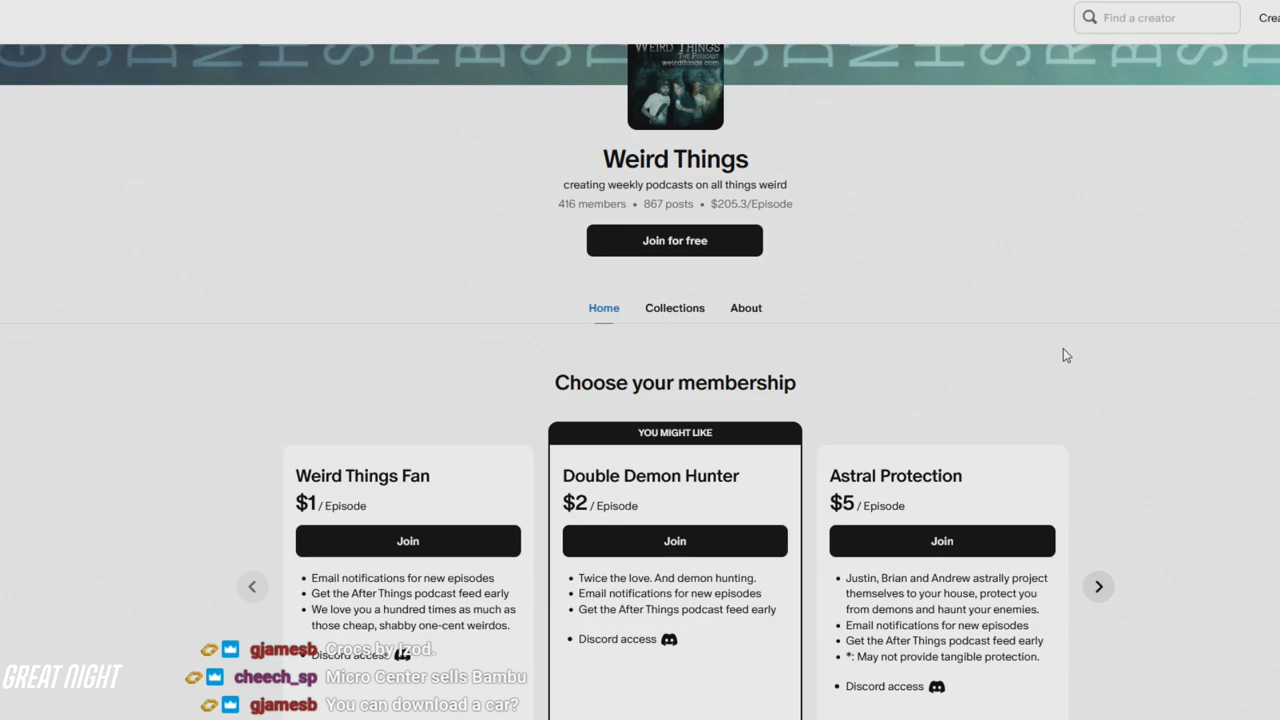 Find a creator
Crea
G S D N H S R B S D S D N H S R B S D
WEIRD THINGS
THE PODCAST
weirdthings.com
Weird Things
creating weekly podcasts on all things weird
416 members • 867 posts • $205.3/Episode
Join for free
Home Collections About
Choose your membership
YOU MIGHT LIKE
Weird Things Fan
$1 / Episode
Join
• Email notifications for new episodes
• Get the After Things podcast feed early
• We love you a hundred times as much as
those cheap, shabby one-cent weirdos.
• Discord access
Double Demon Hunter
$2 / Episode
Join
• Twice the love. And demon hunting.
• Email notifications for new episodes
• Get the After Things podcast feed early
• Discord access
Astral Protection
$5 / Episode
Join
• Justin, Brian and Andrew astrally project
themselves to your house, protect you
from demons and haunt your enemies.
• Email notifications for new episodes
• Get the After Things podcast feed early
• *: May not provide tangible protection.
• Discord access
gjamesb Crocs by Izod.
cheech_sp Micro Center sells Bambu
gjamesb You can download a car?
GREAT NIGHT